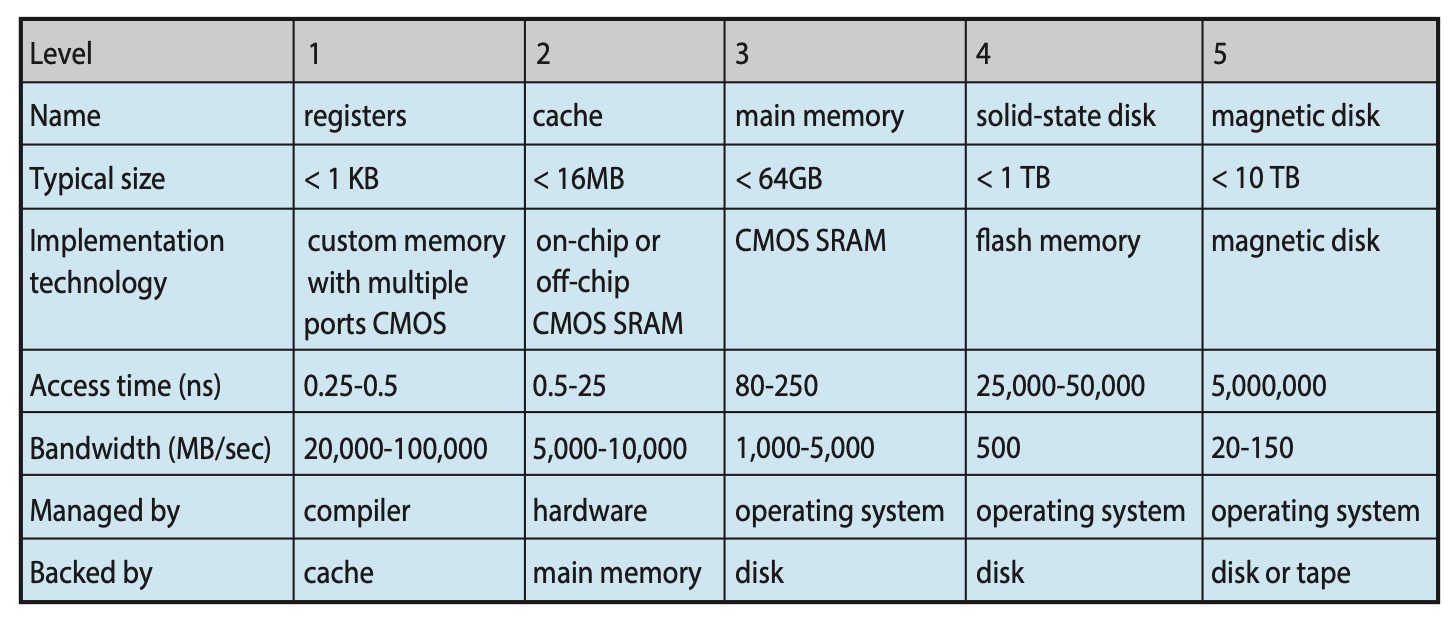 Level 1 2 3 4 5
Name registers cache main memory solid-state disk magnetic disk
Typical size < 1 KB < 16MB < 64GB < 1 TB < 10 TB
Implementation custom memory on-chip or CMOS SRAM flash memory magnetic disk
technology with multiple off-chip
ports CMOS CMOS SRAM
Access time (ns) 0.25-0.5 0.5-25 80-250 25,000-50,000 5,000,000
Bandwidth (MB/sec) 20,000-100,000 5,000-10,000 1,000-5,000 500 20-150
Managed by compiler hardware operating system operating system operating system
Backed by cache main memory disk disk disk or tape